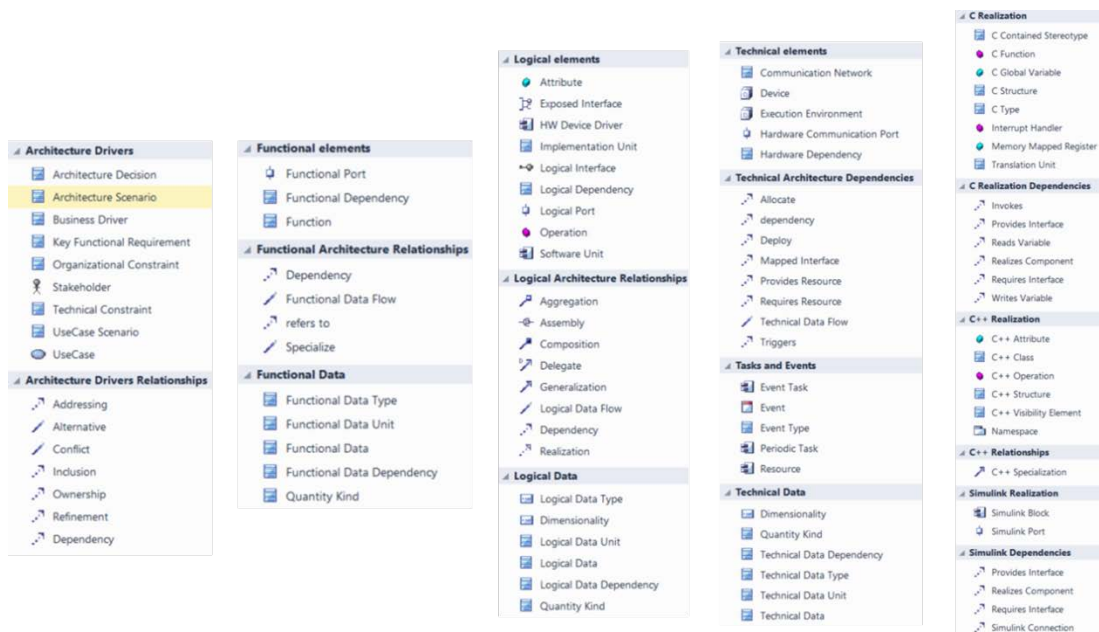 Architecture Drivers
Architecture Decision
Architecture Scenario
Business Driver
Key Functional Requirement
Organizational Constraint
Stakeholder
Technical Constraint
UseCase Scenario
UseCase
Architecture Drivers Relationships
Addressing
Alternative
Conflict
Inclusion
Ownership
Refinement
Dependency
Functional elements
Functional Port
Functional Dependency
Function
Functional Architecture Relationships
Dependency
Functional Data Flow
refers to
Specialize
Functional Data
Functional Data Type
Functional Data Unit
Functional Data
Functional Data Dependency
Quantity Kind
Logical elements
Attribute
Exposed Interface
HW Device Driver
Implementation Unit
Logical Interface
Logical Dependency
Logical Port
Operation
Software Unit
Logical Architecture Relationships
Aggregation
Assembly
Composition
Delegate
Generalization
Logical Data Flow
Dependency
Realization
Logical Data
Logical Data Type
Dimensionality
Logical Data Unit
Logical Data
Logical Data Dependency
Quantity Kind
Technical elements
Communication Network
Device
Execution Environment
Hardware Communication Port
Hardware Dependency
Technical Architecture Dependencies
Allocate
dependency
Deploy
Mapped Interface
Provides Resource
Requires Resource
Technical Data Flow
Triggers
Tasks and Events
Event Task
Event
Event Type
Periodic Task
Resource
Technical Data
Dimensionality
Quantity Kind
Technical Data Dependency
Technical Data Type
Technical Data Unit
Technical Data
C Realization
C Contained Stereotype
C Function
C Global Variable
C Structure
C Type
Interrupt Handler
Memory Mapped Register
Translation Unit
C Realization Dependencies
Invokes
Provides Interface
Reads Variable
Realizes Component
Requires Interface
Writes Variable
C++ Realization
C++ Attribute
C++ Class
C++ Operation
C++ Structure
C++ Visibility Element
Namespace
C++ Relationships
C++ Specialization
Simulink Realization
Simulink Block
Simulink Port
Simulink Dependencies
Provides Interface
Realizes Component
Requires Interface
Simulink Connection